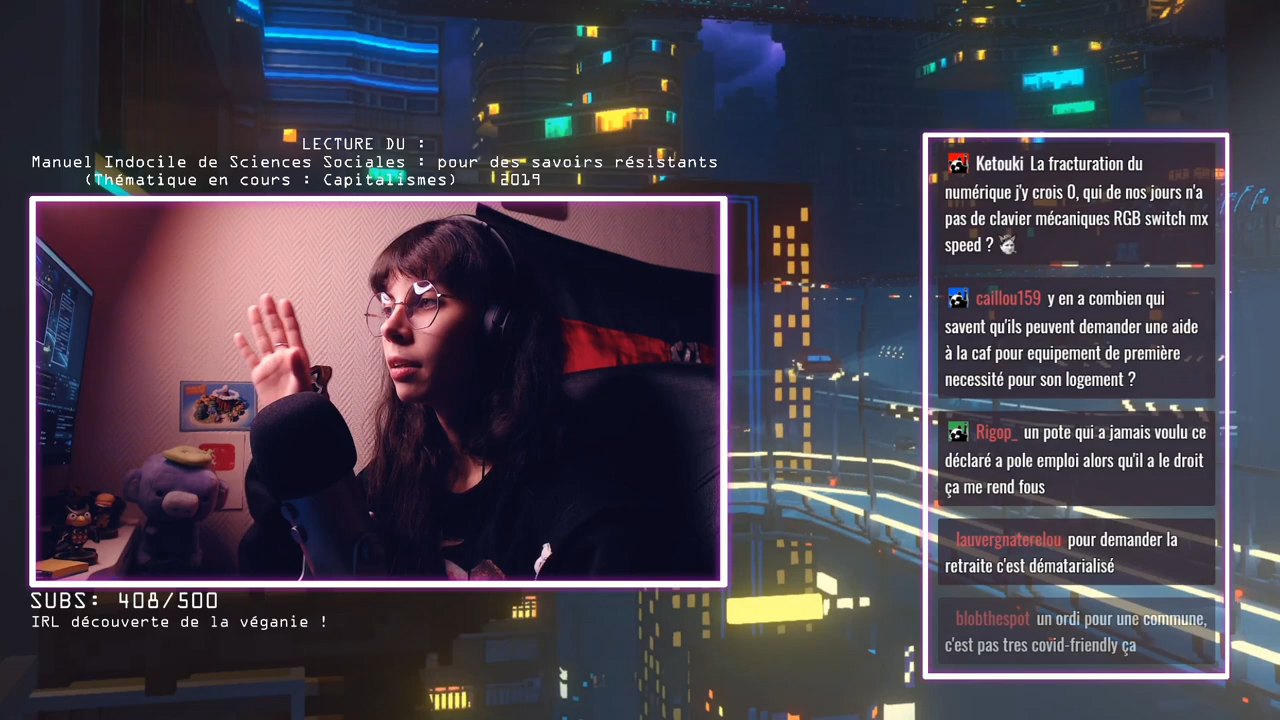 LECTURE DU :
Manuel Indocile de Sciences Sociales : pour des savoirs résistants
(Thématique en cours : Capitalismes) 2019
SUBS: 408/500
IRL découverte de la véganie !
Ketouki La fracturation du
numérique j'y crois 0, qui de nos jours n'a
pas de clavier mécaniques RGB switch mx
speed ?
caillou159 y en a combien qui
savent qu'ils peuvent demander une aide
à la caf pour equipement de première
necessité pour son logement ?
Rigop_ un pote qui a jamais voulu ce
déclaré a pole emploi alors qu'il a le droit
ça me rend fous
lauvergnaterelou pour demander la
retraite c'est dématarialisé
blobthespot un ordi pour une commune,
c'est pas tres covid-friendly ça